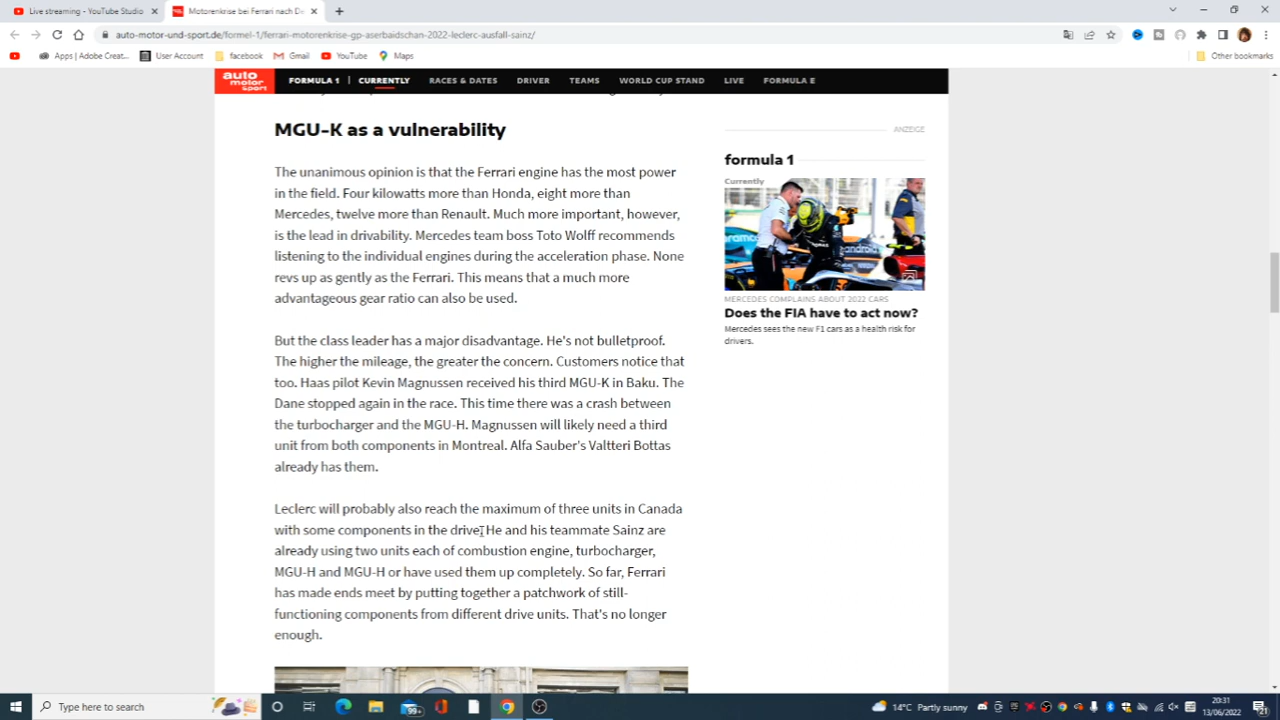 Live streaming - YouTube Studio
Motorenkrise bei Ferrari nach De
auto-motor-und-sport.de/formel-1/ferrari-motorenkrise-gp-aserbaidschan-2022-leclerc-ausfall-sainz/
Apps | Adobe Creat... User Account facebook Gmail YouTube Maps Other bookmarks
auto motor sport
FORMULA 1 | CURRENTLY RACES & DATES DRIVER TEAMS WORLD CUP STAND LIVE FORMULA E
MGU-K as a vulnerability
The unanimous opinion is that the Ferrari engine has the most power
in the field. Four kilowatts more than Honda, eight more than
Mercedes, twelve more than Renault. Much more important, however,
is the lead in drivability. Mercedes team boss Toto Wolff recommends
listening to the individual engines during the acceleration phase. None
revs up as gently as the Ferrari. This means that a much more
advantageous gear ratio can also be used.
But the class leader has a major disadvantage. He's not bulletproof.
The higher the mileage, the greater the concern. Customers notice that
too. Haas pilot Kevin Magnussen received his third MGU-K in Baku. The
Dane stopped again in the race. This time there was a crash between
the turbocharger and the MGU-H. Magnussen will likely need a third
unit from both components in Montreal. Alfa Sauber's Valtteri Bottas
already has them.
Leclerc will probably also reach the maximum of three units in Canada
with some components in the drive. He and his teammate Sainz are
already using two units each of combustion engine, turbocharger,
MGU-H and MGU-H or have used them up completely. So far, Ferrari
has made ends meet by putting together a patchwork of still-
functioning components from different drive units. That's no longer
enough.
ANZEIGE
formula 1
Currently
MERCEDES COMPLAINS ABOUT 2022 CARS
Does the FIA have to act now?
Mercedes sees the new F1 cars as a health risk for
drivers.
Type here to search
99+
14°C Partly sunny
20:31
13/06/2022
21